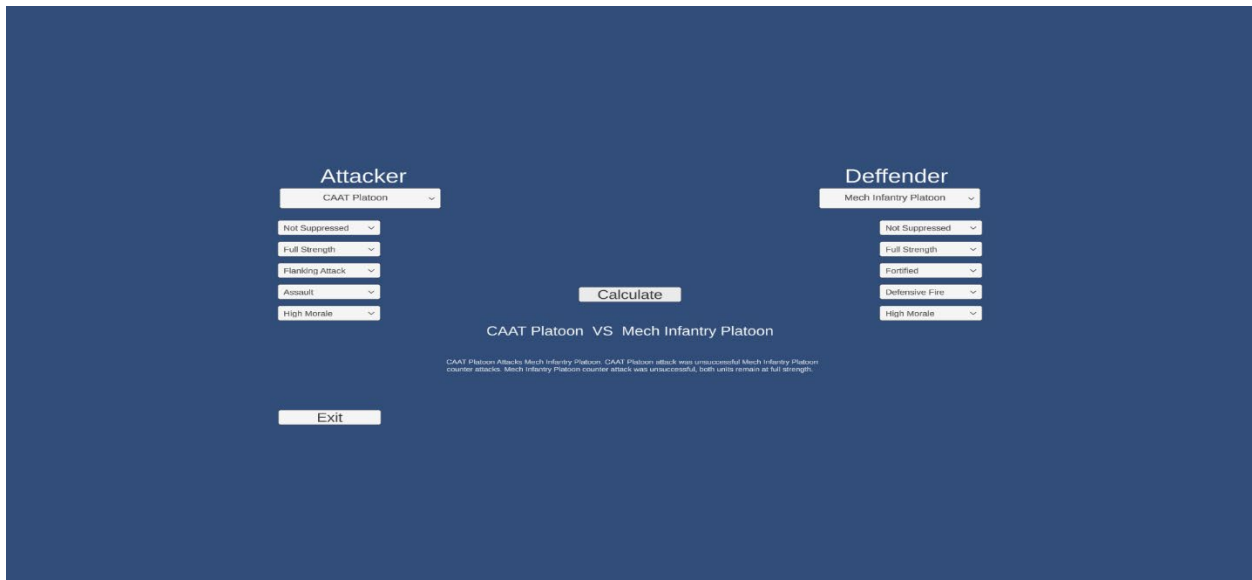 Attacker
Deffender
CAAT Platoon
Mech Infantry Platoon
Not Suppressed
Not Suppressed
Full Strength
Full Strength
Flanking Attack
Fortified
Assault
Defensive Fire
High Morale
High Morale
Calculate
CAAT Platoon VS Mech Infantry Platoon
CAAT Platoon Attacks Mech Infantry Platoon. CAAT Platoon attack was unsuccessful Mech Infantry Platoon
counter attacks. Mech Infantry Platoon counter attack was unsuccessful, both units remain at full strength.
Exit